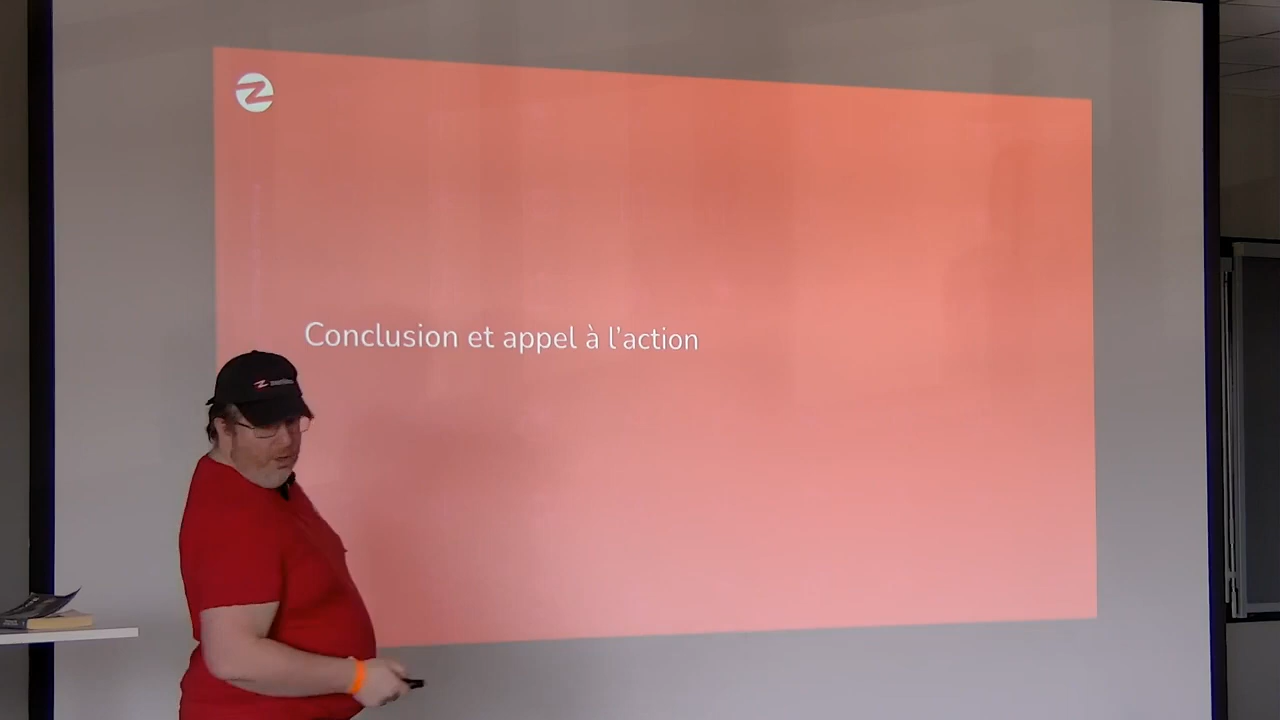 Conclusion et appel à l’action